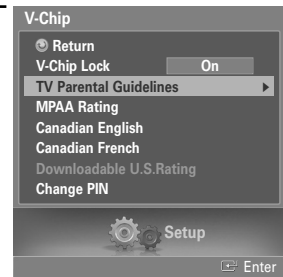 V-Chip
Return
V-Chip Lock On
TV Parental Guidelines
MPAA Rating
Canadian English
Canadian French
Downloadable U.S.Rating
Change PIN
Setup
Enter